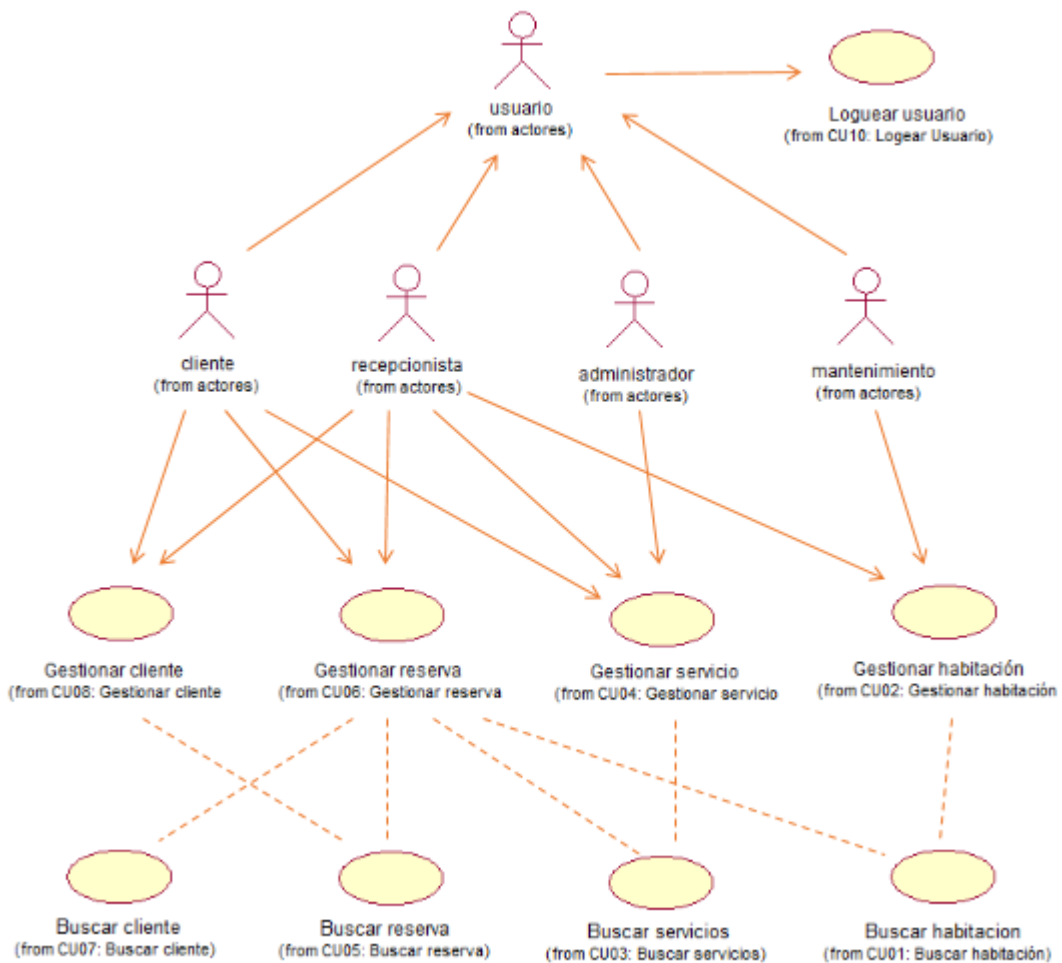 usuario
(from actores)
Loguear usuario
(from CU10: Logear Usuario)
cliente
(from actores)
recepcionista
(from actores)
administrador
(from actores)
mantenimiento
(from actores)
Gestionar cliente
(from CU08: Gestionar cliente
Gestionar reserva
(from CU06: Gestionar reserva
Gestionar servicio
(from CU04: Gestionar servicio
Gestionar habitación
(from CU02: Gestionar habitación
Buscar cliente
(from CU07: Buscar cliente)
Buscar reserva
(from CU05: Buscar reserva)
Buscar servicios
(from CU03: Buscar servicios)
Buscar habitacion
(from CU01: Buscar habitación)